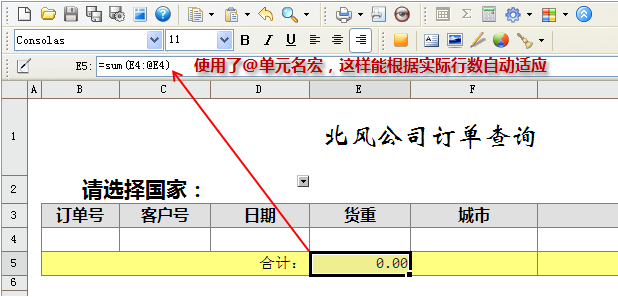 Consolas 11 B I U
E5: =sum(E4:@E4) 使用了@单元名宏，这样能根据实际行数自动适应
A B C D E F
1 北风公司订单查询
2 请选择国家：
3 订单号 客户号 日期 货重 城市
4
5 合计： 0.00
6